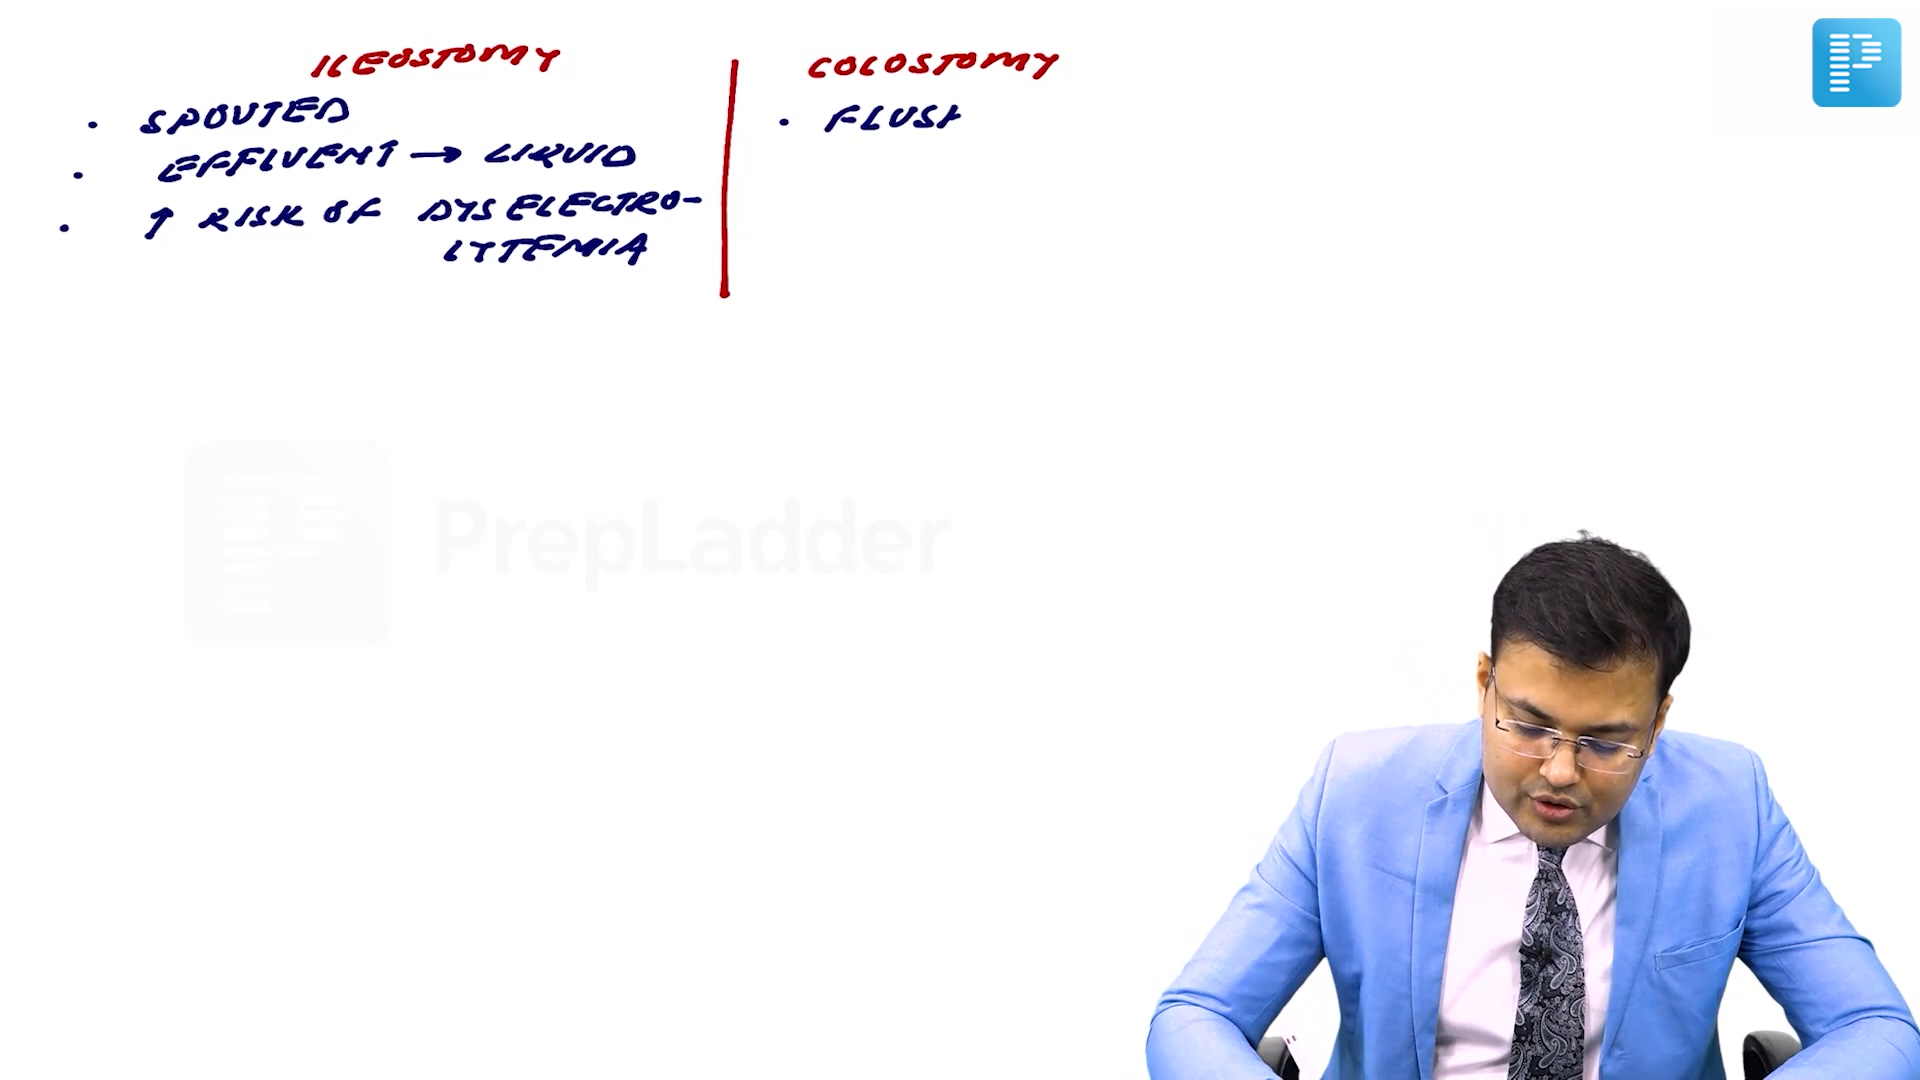 ILEOSTOMY
• SPOUTED
• EFFLUENT → LIQUID
• ↑ RISK OF DYSELECTRO-
LYTEMIA
COLOSTOMY
• FLUSH
PrepLadder